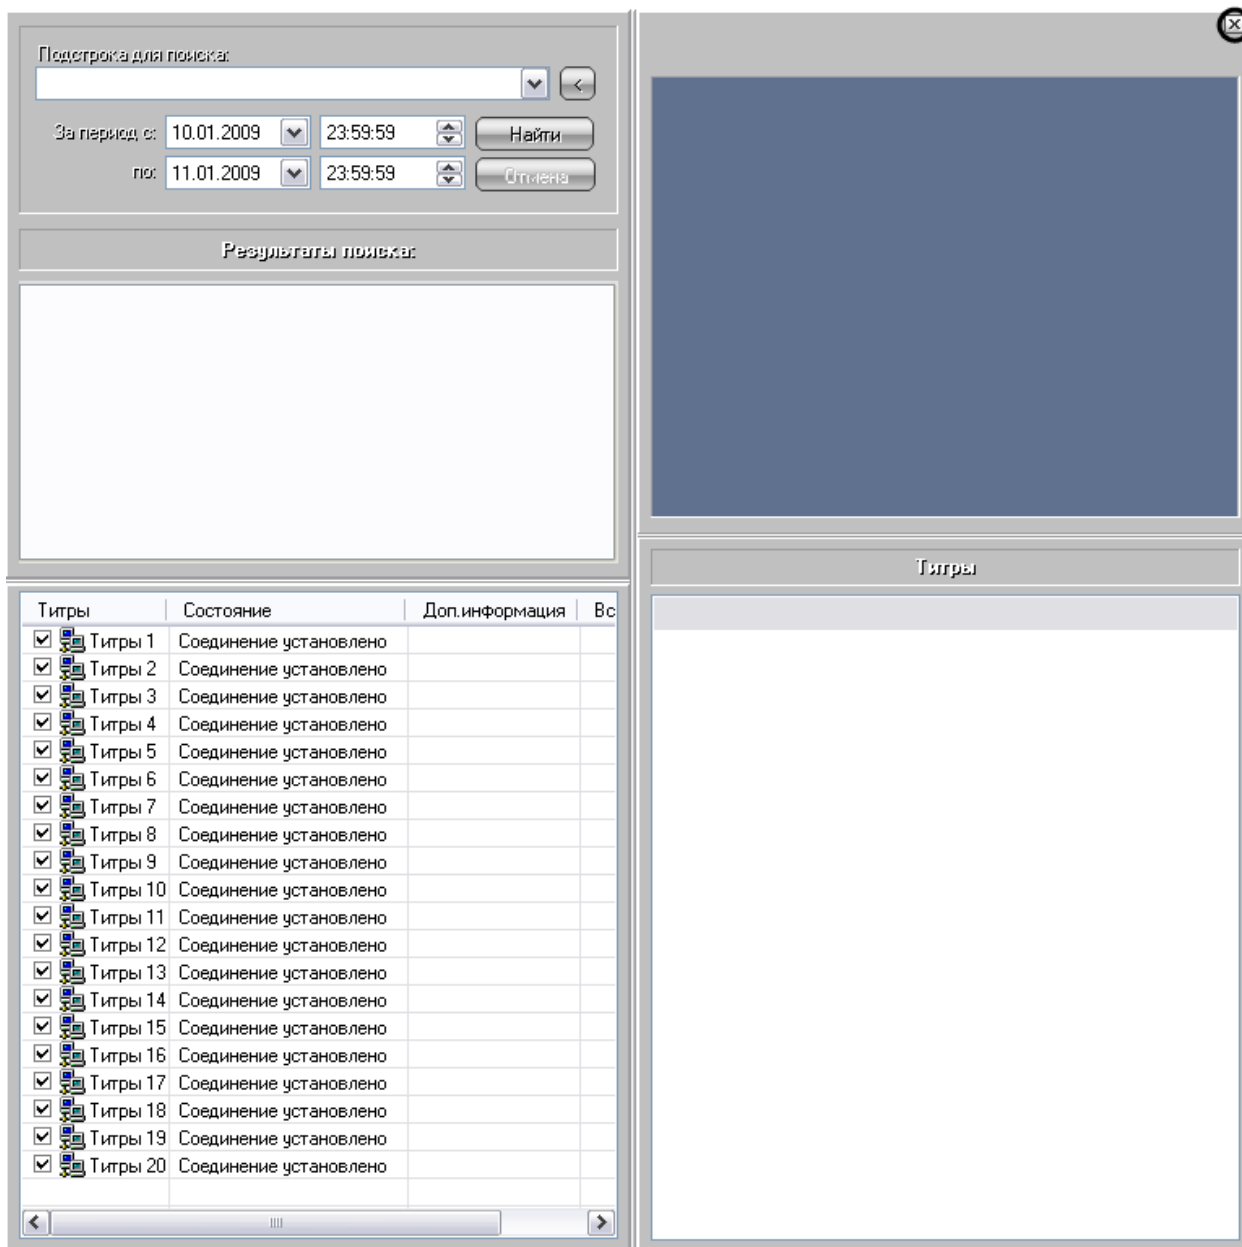 Подстрока для поиска:
<
За период с: 10.01.2009 23:59:59 Найти
по: 11.01.2009 23:59:59 Отмена
Результаты поиска:
Титры
Титры Состояние Доп.информация Вс
Титры 1 Соединение установлено
Титры 2 Соединение установлено
Титры 3 Соединение установлено
Титры 4 Соединение установлено
Титры 5 Соединение установлено
Титры 6 Соединение установлено
Титры 7 Соединение установлено
Титры 8 Соединение установлено
Титры 9 Соединение установлено
Титры 10 Соединение установлено
Титры 11 Соединение установлено
Титры 12 Соединение установлено
Титры 13 Соединение установлено
Титры 14 Соединение установлено
Титры 15 Соединение установлено
Титры 16 Соединение установлено
Титры 17 Соединение установлено
Титры 18 Соединение установлено
Титры 19 Соединение установлено
Титры 20 Соединение установлено